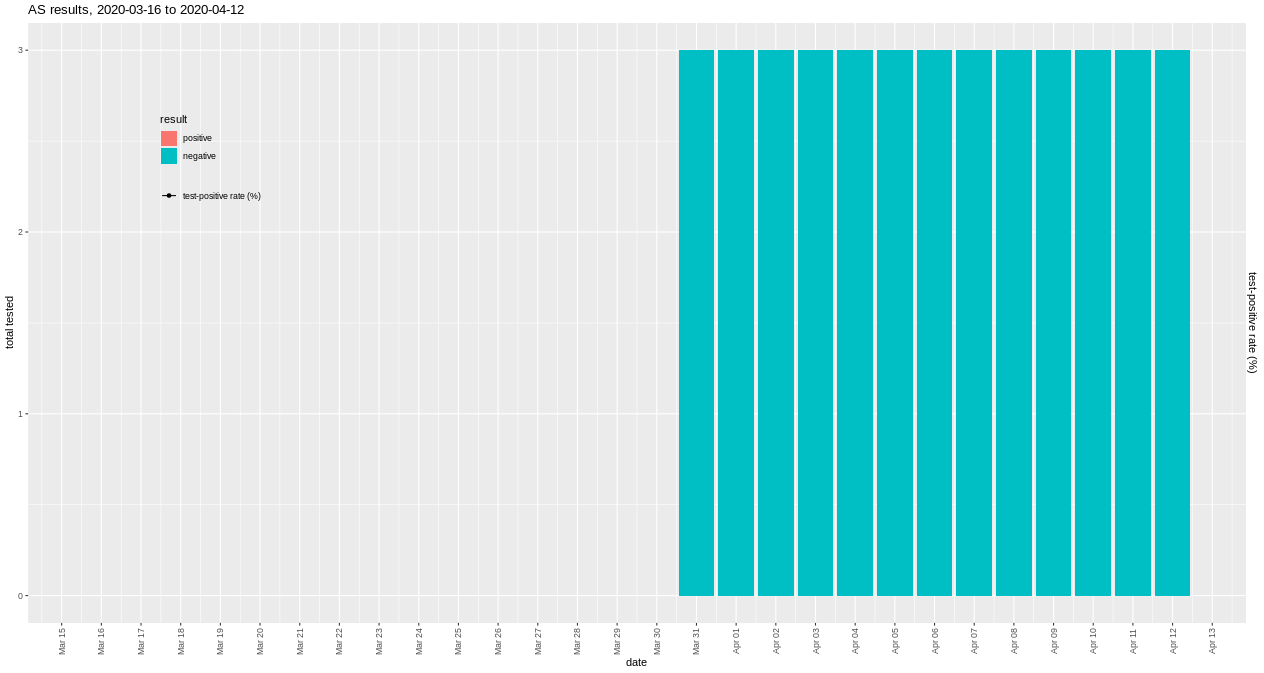 AS results, 2020-03-16 to 2020-04-12
3
2
1
0
total tested
result
positive
negative
test-positive rate (%)
test-positive rate (%)
Mar 15
Mar 16
Mar 17
Mar 18
Mar 19
Mar 20
Mar 21
Mar 22
Mar 23
Mar 24
Mar 25
Mar 26
Mar 27
Mar 28
Mar 29
Mar 30
Mar 31
Apr 01
Apr 02
Apr 03
Apr 04
Apr 05
Apr 06
Apr 07
Apr 08
Apr 09
Apr 10
Apr 11
Apr 12
Apr 13
date